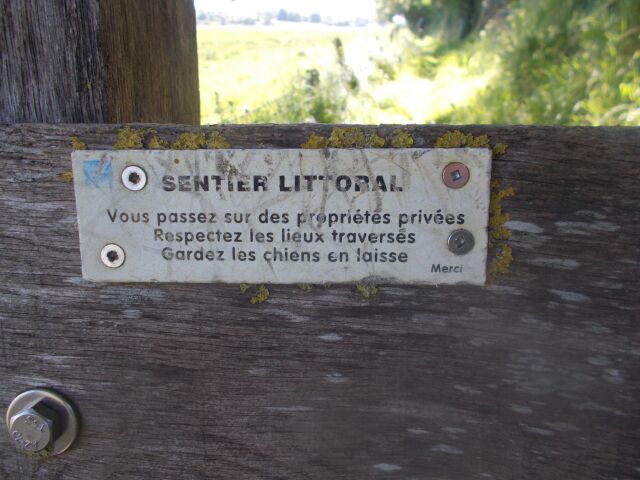 SENTIER LITTORAL
Vous passez sur des propriétés privées
Respectez les lieux traversés
Gardez les chiens en laisse
Merci